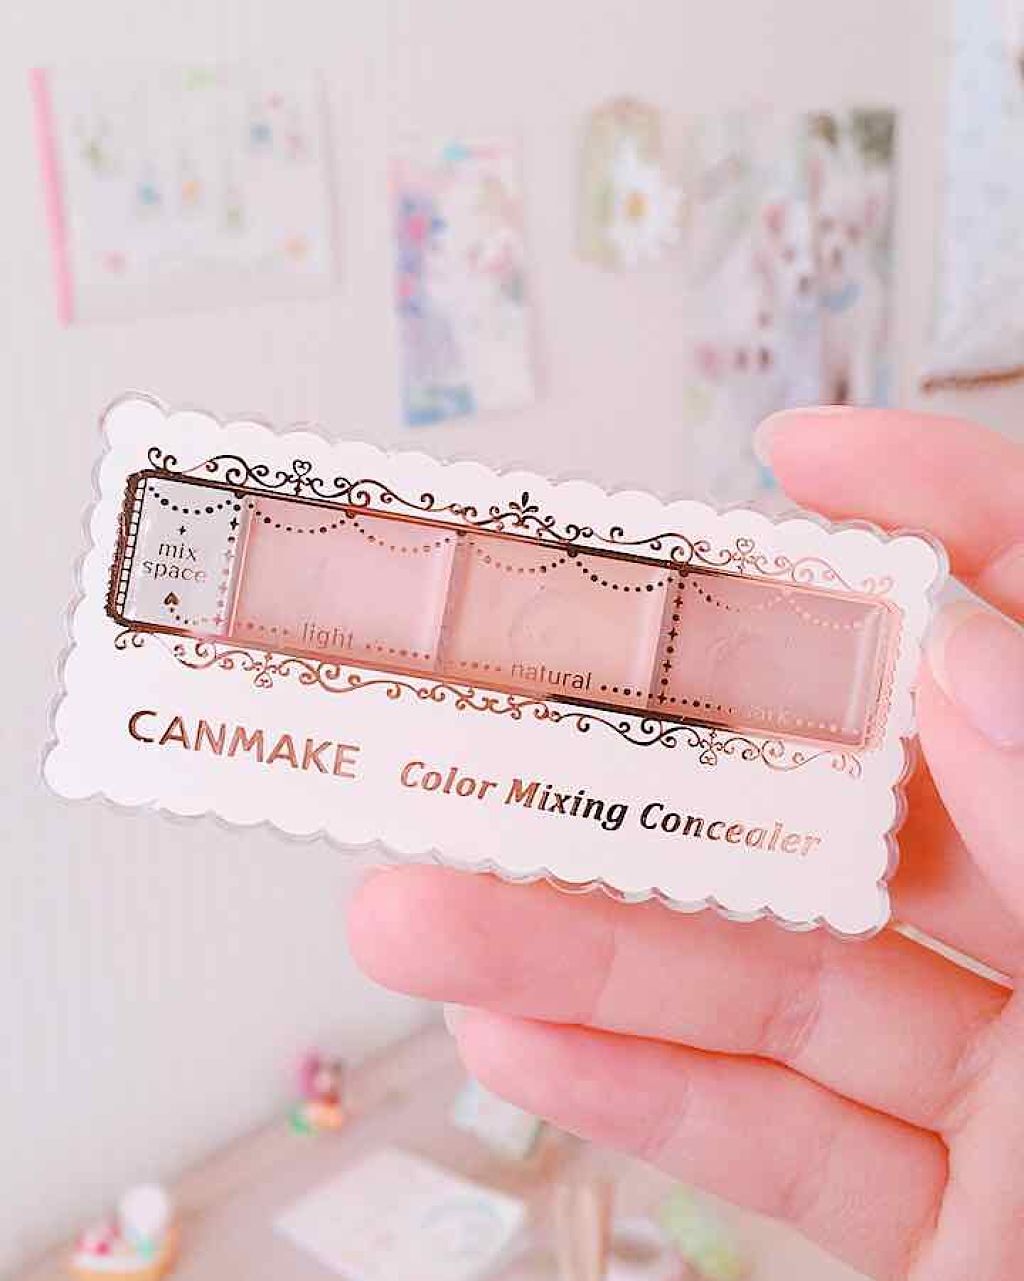 mix
space
light
natural
CANMAKE Color Mixing Concealer